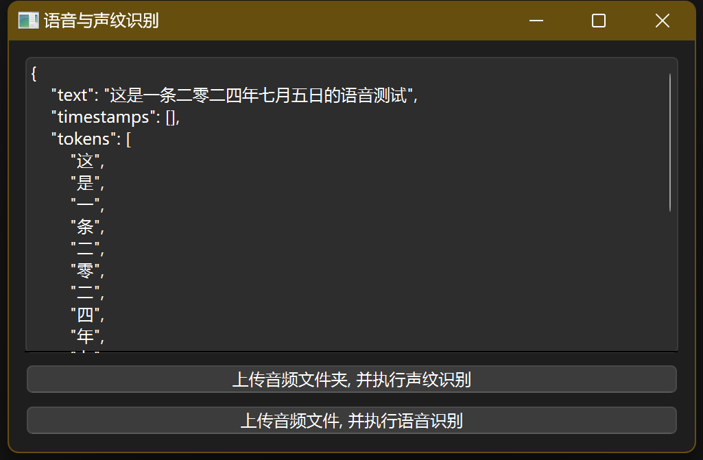 语音与声纹识别
{
"text": "这是一条二零二四年七月五日的语音测试",
"timestamps": [],
"tokens": [
"这",
"是",
"一",
"条",
"二",
"零",
"二",
"四",
"年",
上传音频文件夹, 并执行声纹识别
上传音频文件, 并执行语音识别